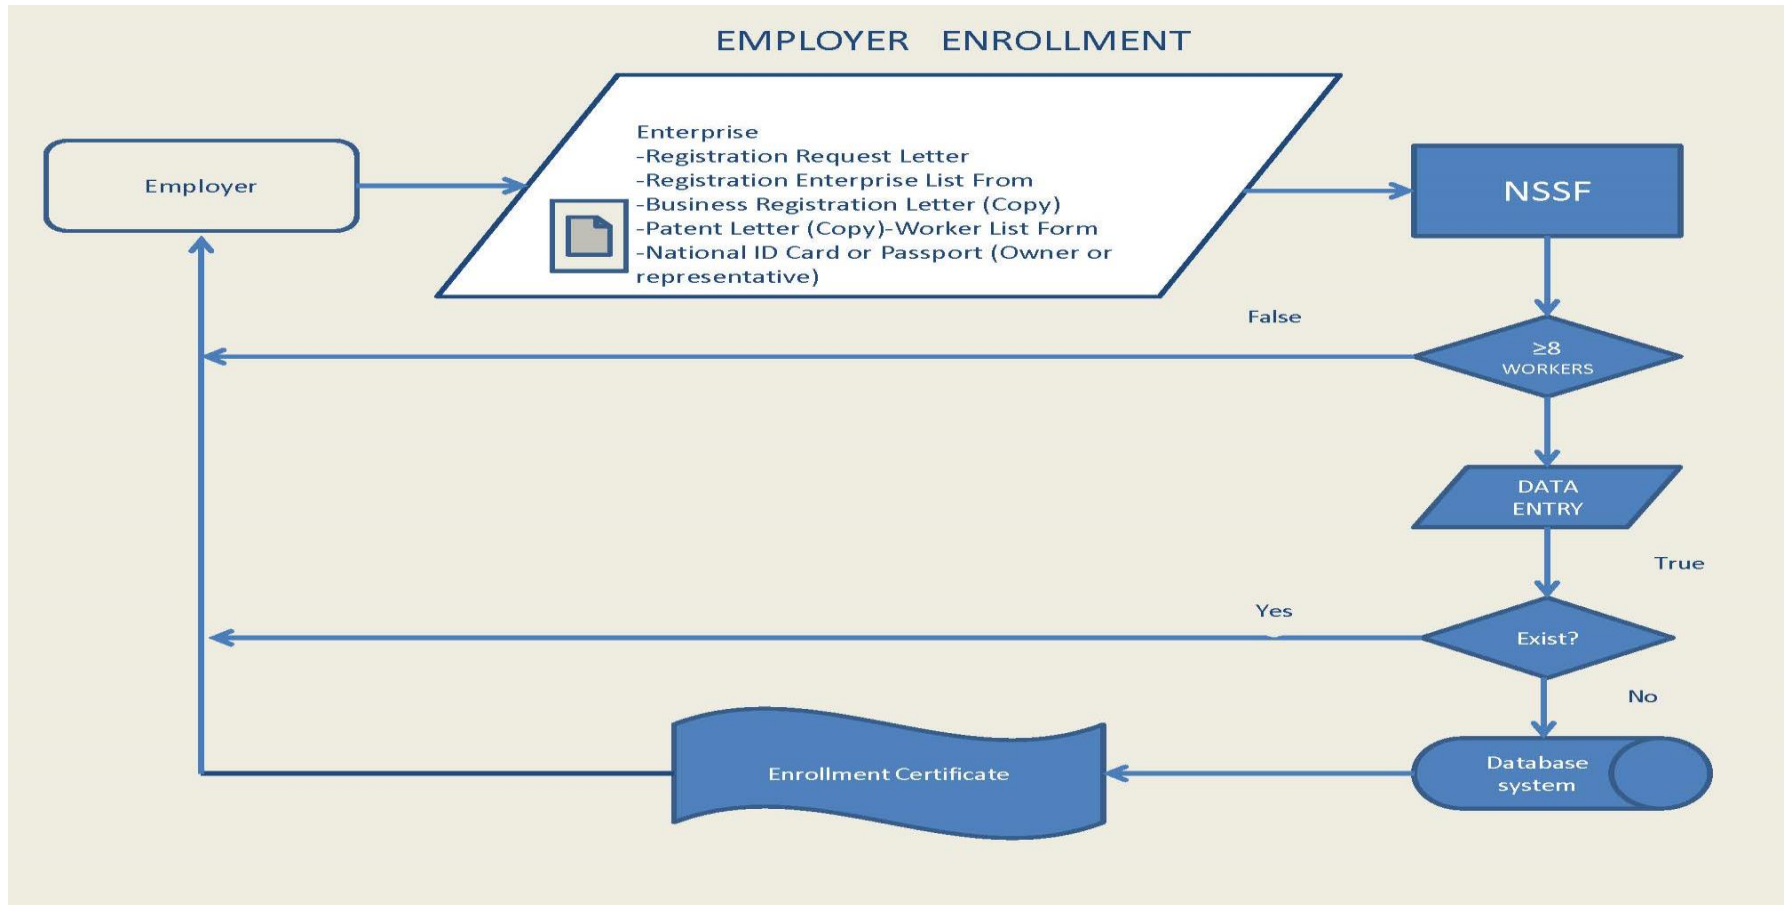 EMPLOYER ENROLLMENT
Employer
Enterprise
-Registration Request Letter
-Registration Enterprise List From
-Business Registration Letter (Copy)
-Patent Letter (Copy)-Worker List Form
-National ID Card or Passport (Owner or
representative)
NSSF
False
≥8
WORKERS
DATA
ENTRY
True
Yes
Exist?
No
Enrollment Certificate
Database
system